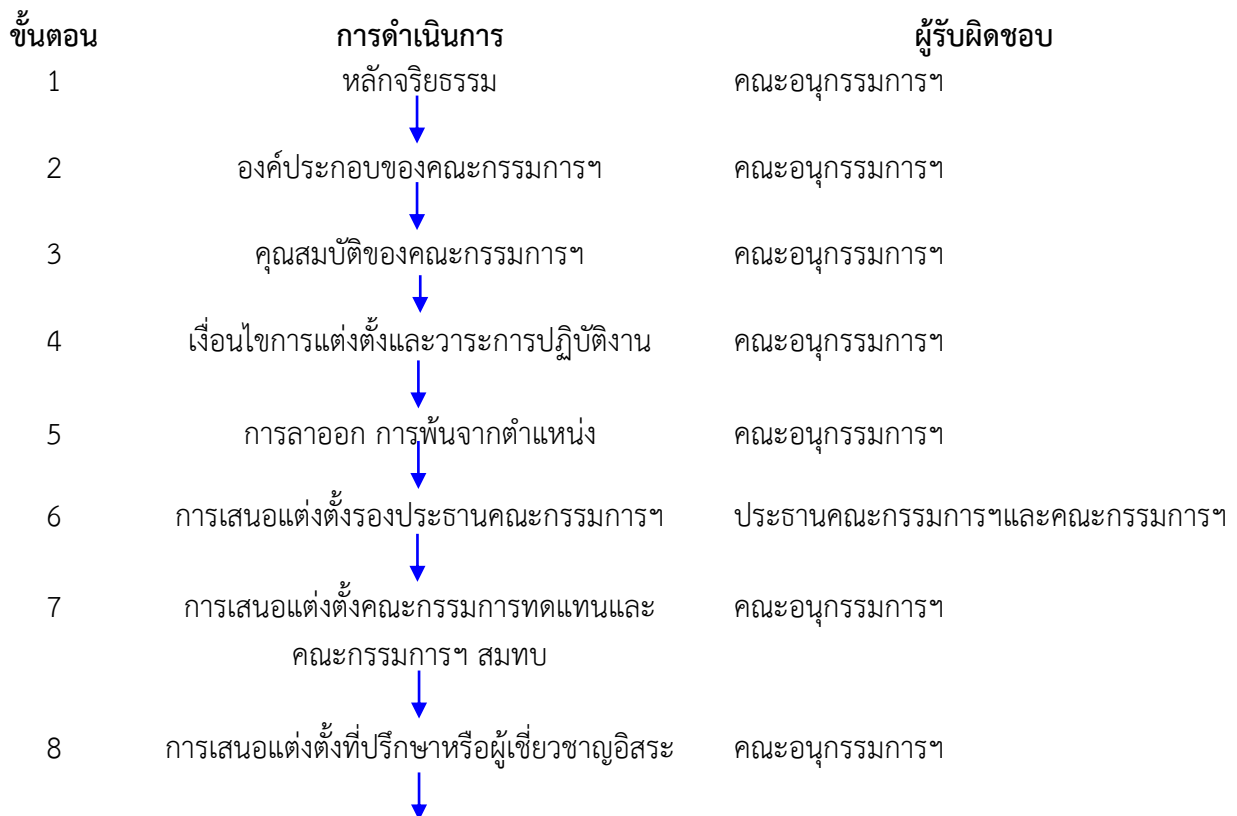 ขั้นตอน การดำเนินการ ผู้รับผิดชอบ
1 หลักจริยธรรม คณะอนุกรรมการฯ
2 องค์ประกอบของคณะกรรมการฯ คณะอนุกรรมการฯ
3 คุณสมบัติของคณะกรรมการฯ คณะอนุกรรมการฯ
4 เงื่อนไขการแต่งตั้งและวาระการปฏิบัติงาน คณะอนุกรรมการฯ
5 การลาออก การพ้นจากตำแหน่ง คณะอนุกรรมการฯ
6 การเสนอแต่งตั้งรองประธานคณะกรรมการฯ ประธานคณะกรรมการฯและคณะกรรมการฯ
7 การเสนอแต่งตั้งคณะกรรมการทดแทนและ คณะอนุกรรมการฯ
คณะกรรมการฯ สมทบ
8 การเสนอแต่งตั้งที่ปรึกษาหรือผู้เชี่ยวชาญอิสระ คณะอนุกรรมการฯ